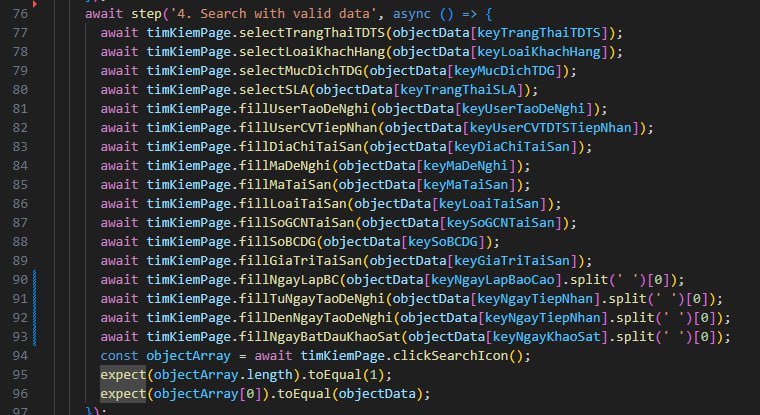 76 await step('4. Search with valid data', async () => {
77 await timKiemPage.selectTrangThaiTDTS(objectData[keyTrangThaiTDTS]);
78 await timKiemPage.selectLoaiKhachHang(objectData[keyLoaiKhachHang]);
79 await timKiemPage.selectMucDichTDG(objectData[keyMucDichTDG]);
80 await timKiemPage.selectSLA(objectData[keyTrangThaiSLA]);
81 await timKiemPage.fillUserTaoDeNghi(objectData[keyUserTaoDeNghi]);
82 await timKiemPage.fillUserCVTiepNhan(objectData[keyUserCVTDTSTiepNhan]);
83 await timKiemPage.fillDiaChiTaiSan(objectData[keyDiaChiTaiSan]);
84 await timKiemPage.fillMaDeNghi(objectData[keyMaDeNghi]);
85 await timKiemPage.fillMaTaiSan(objectData[keyMaTaiSan]);
86 await timKiemPage.fillLoaiTaiSan(objectData[keyLoaiTaiSan]);
87 await timKiemPage.fillSoGCNTaiSan(objectData[keySoGCNTaiSan]);
88 await timKiemPage.fillSoBCDG(objectData[keySoBCDG]);
89 await timKiemPage.fillGiaTriTaiSan(objectData[keyGiaTriTaiSan]);
90 await timKiemPage.fillNgayLapBC(objectData[keyNgayLapBaoCao].split(' ')[0]);
91 await timKiemPage.fillTuNgayTaoDeNghi(objectData[keyNgayTiepNhan].split(' ')[0]);
92 await timKiemPage.fillDenNgayTaoDeNghi(objectData[keyNgayTiepNhan].split(' ')[0]);
93 await timKiemPage.fillNgayBatDauKhaoSat(objectData[keyNgayKhaoSat].split(' ')[0]);
94 const objectArray = await timKiemPage.clickSearchIcon();
95 expect(objectArray.length).toEqual(1);
96 expect(objectArray[0]).toEqual(objectData);
97 });